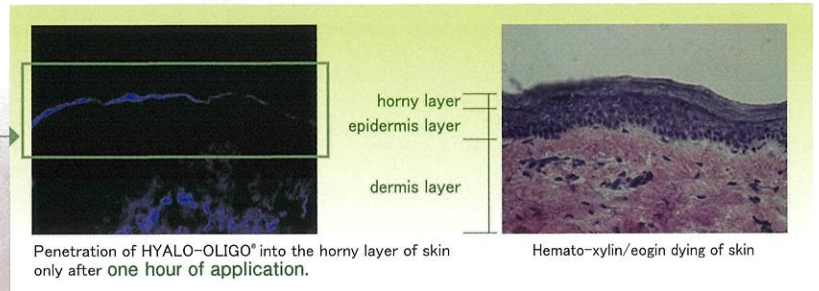 horny layer
epidermis layer
dermis layer
Penetration of HYALO-OLIGO® into the horny layer of skin
only after one hour of application.
Hemato-xylin/eogin dying of skin